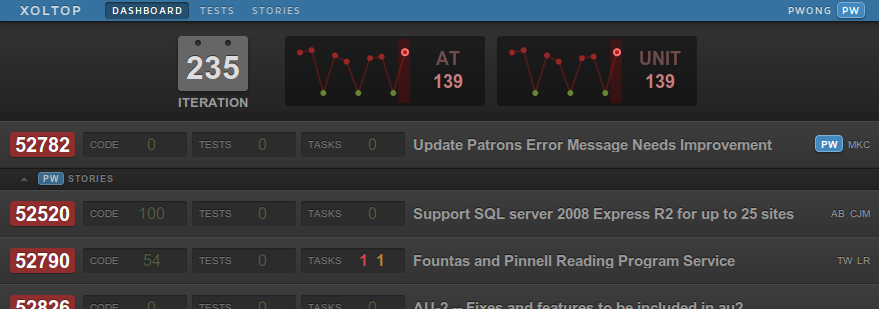 XOLTOP DASHBOARD TESTS STORIES PWONG PW
235
ITERATION
AT
139
UNIT
139
52782 CODE 0 TESTS 0 TASKS 0 Update Patrons Error Message Needs Improvement PW MKC
PW STORIES
52520 CODE 100 TESTS 0 TASKS 0 Support SQL server 2008 Express R2 for up to 25 sites AB CJM
52790 CODE 54 TESTS 0 TASKS 1 1 Fountas and Pinnell Reading Program Service TW LR
52826 CODE 0 TESTS 0 TASKS 0 AU-2 -- Fixes and features to be included in au2